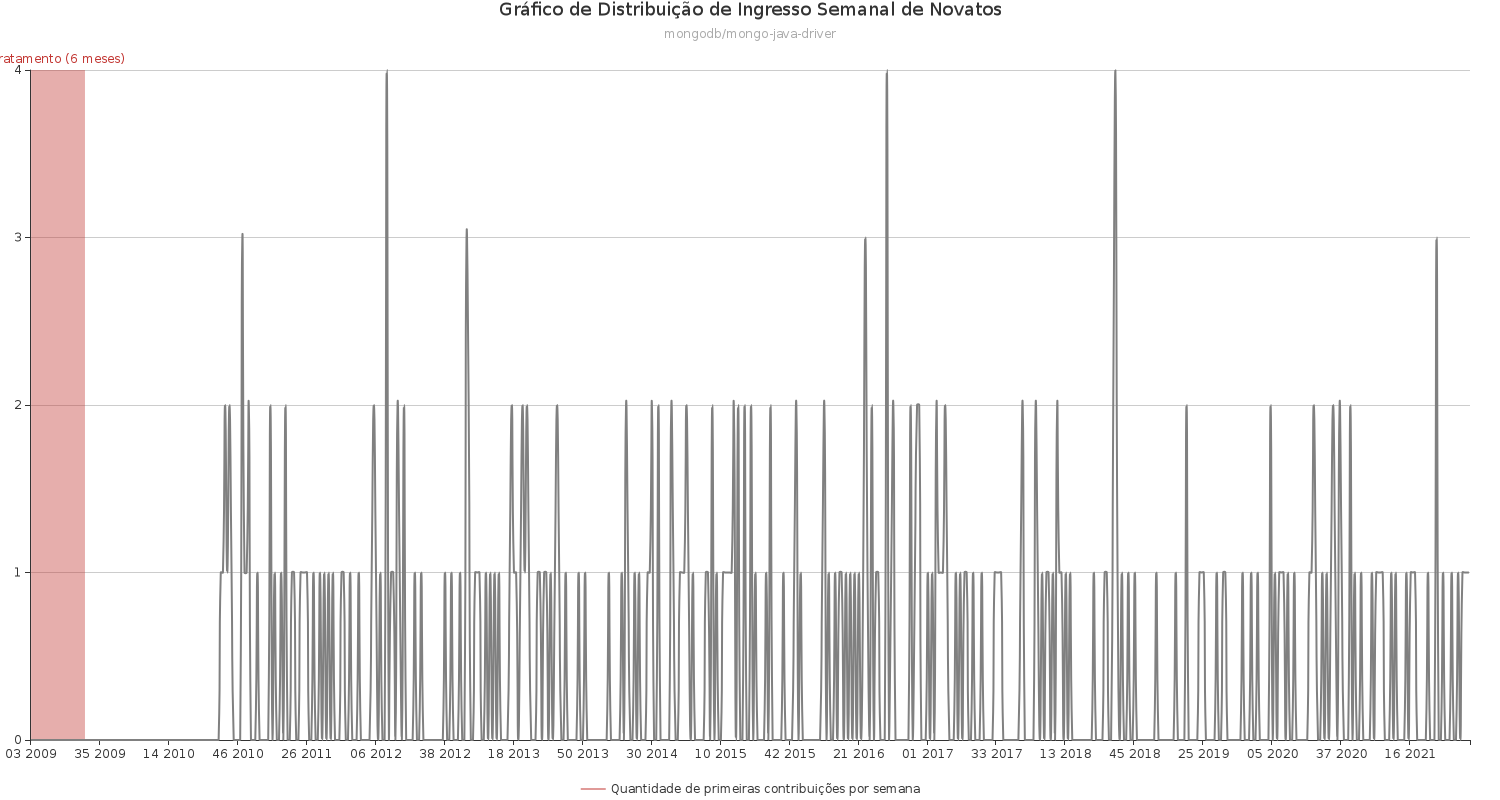 Gráfico de Distribuição de Ingresso Semanal de Novatos
mongodb/mongo-java-driver
ratamento (6 meses)
4
3
2
1
0
03 2009 35 2009 14 2010 46 2010 26 2011 06 2012 38 2012 18 2013 50 2013 30 2014 10 2015 42 2015 21 2016 01 2017 33 2017 13 2018 45 2018 25 2019 05 2020 37 2020 16 2021
Quantidade de primeiras contribuições por semana